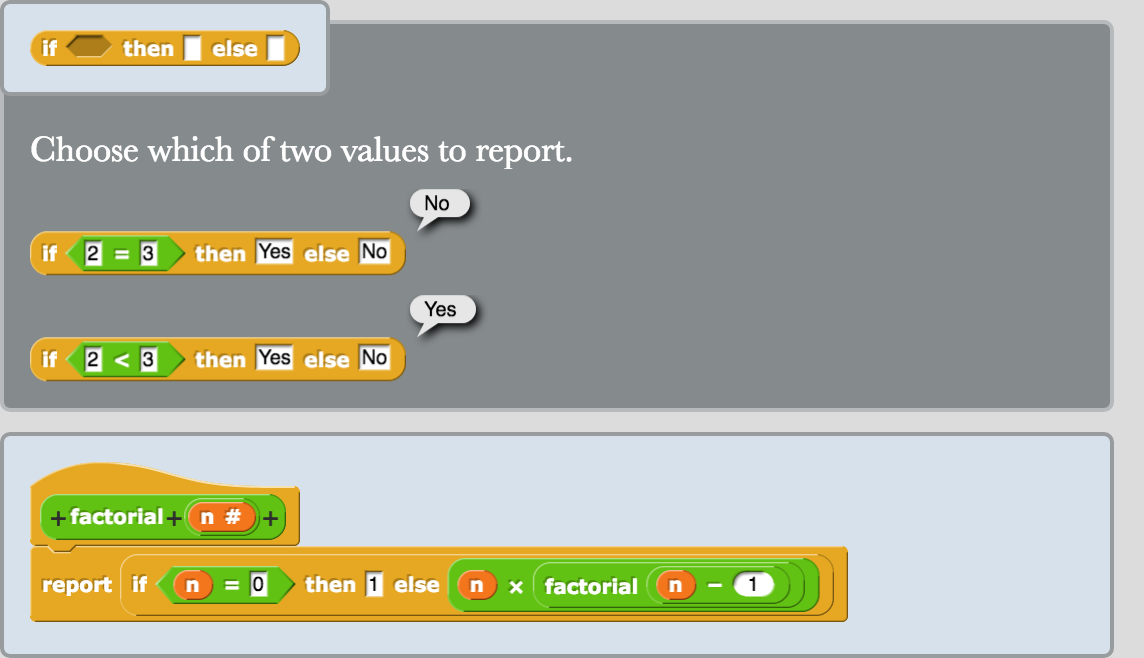 if then else
Choose which of two values to report.
No
if 2 = 3 then Yes else No
Yes
if 2 < 3 then Yes else No
+ factorial + n # +
report if n = 0 then 1 else n × factorial n − 1